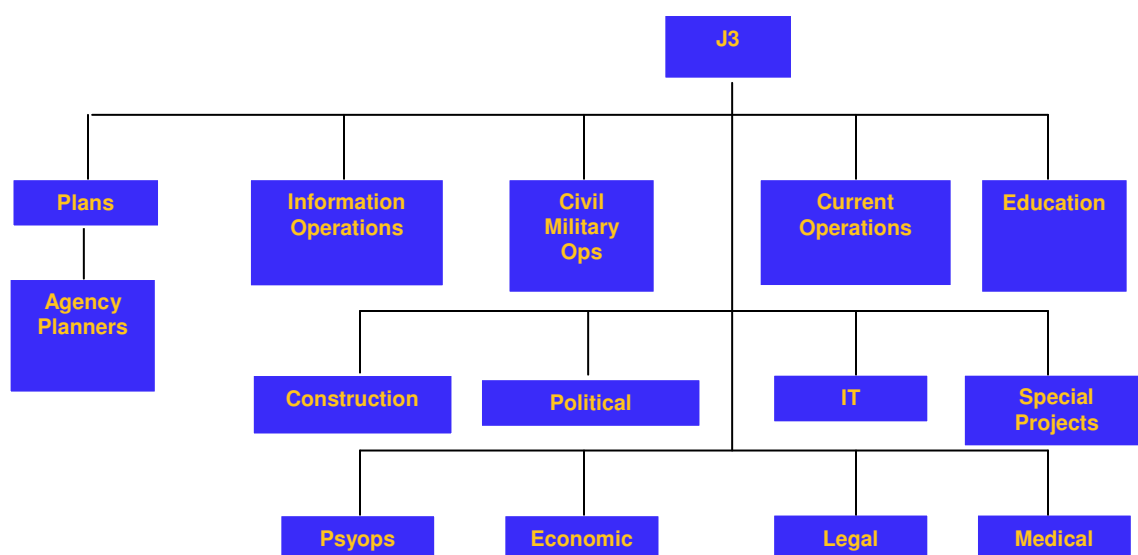 J3
Plans
Information
Operations
Civil
Military
Ops
Current
Operations
Education
Agency
Planners
Construction
Political
IT
Special
Projects
Psyops
Economic
Legal
Medical